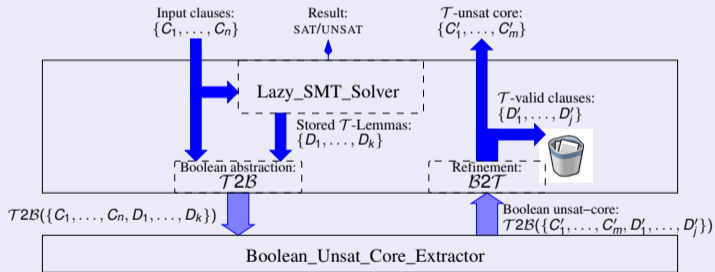 Input clauses:
{C₁, . . . , Cₙ}
Result:
SAT/UNSAT
𝒯-unsat core:
{C′₁, . . . , C′ₘ}
Lazy_SMT_Solver
𝒯-valid clauses:
{D′₁, . . . , D′ⱼ}
Stored 𝒯-Lemmas:
{D₁, . . . , Dₖ}
Boolean abstraction:
𝒯2ℬ
Refinement:
ℬ2𝒯
𝒯2ℬ({C₁, . . . , Cₙ, D₁, . . . , Dₖ})
Boolean unsat−core:
𝒯2ℬ({C′₁, . . . , C′ₘ, D′₁, . . . , D′ⱼ})
Boolean_Unsat_Core_Extractor